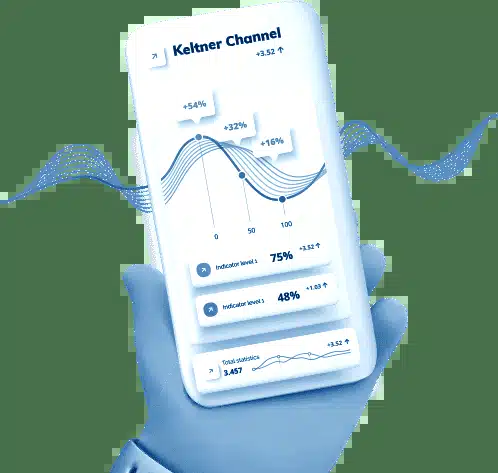 Keltner Channel
+3.52 ↑
+54%
+32%
+16%
0
50
100
Indicator level 1 75% +3.52 ↑
Indicator level 1 48% +1.03 ↑
Total statistics +3.52 ↑
3.457